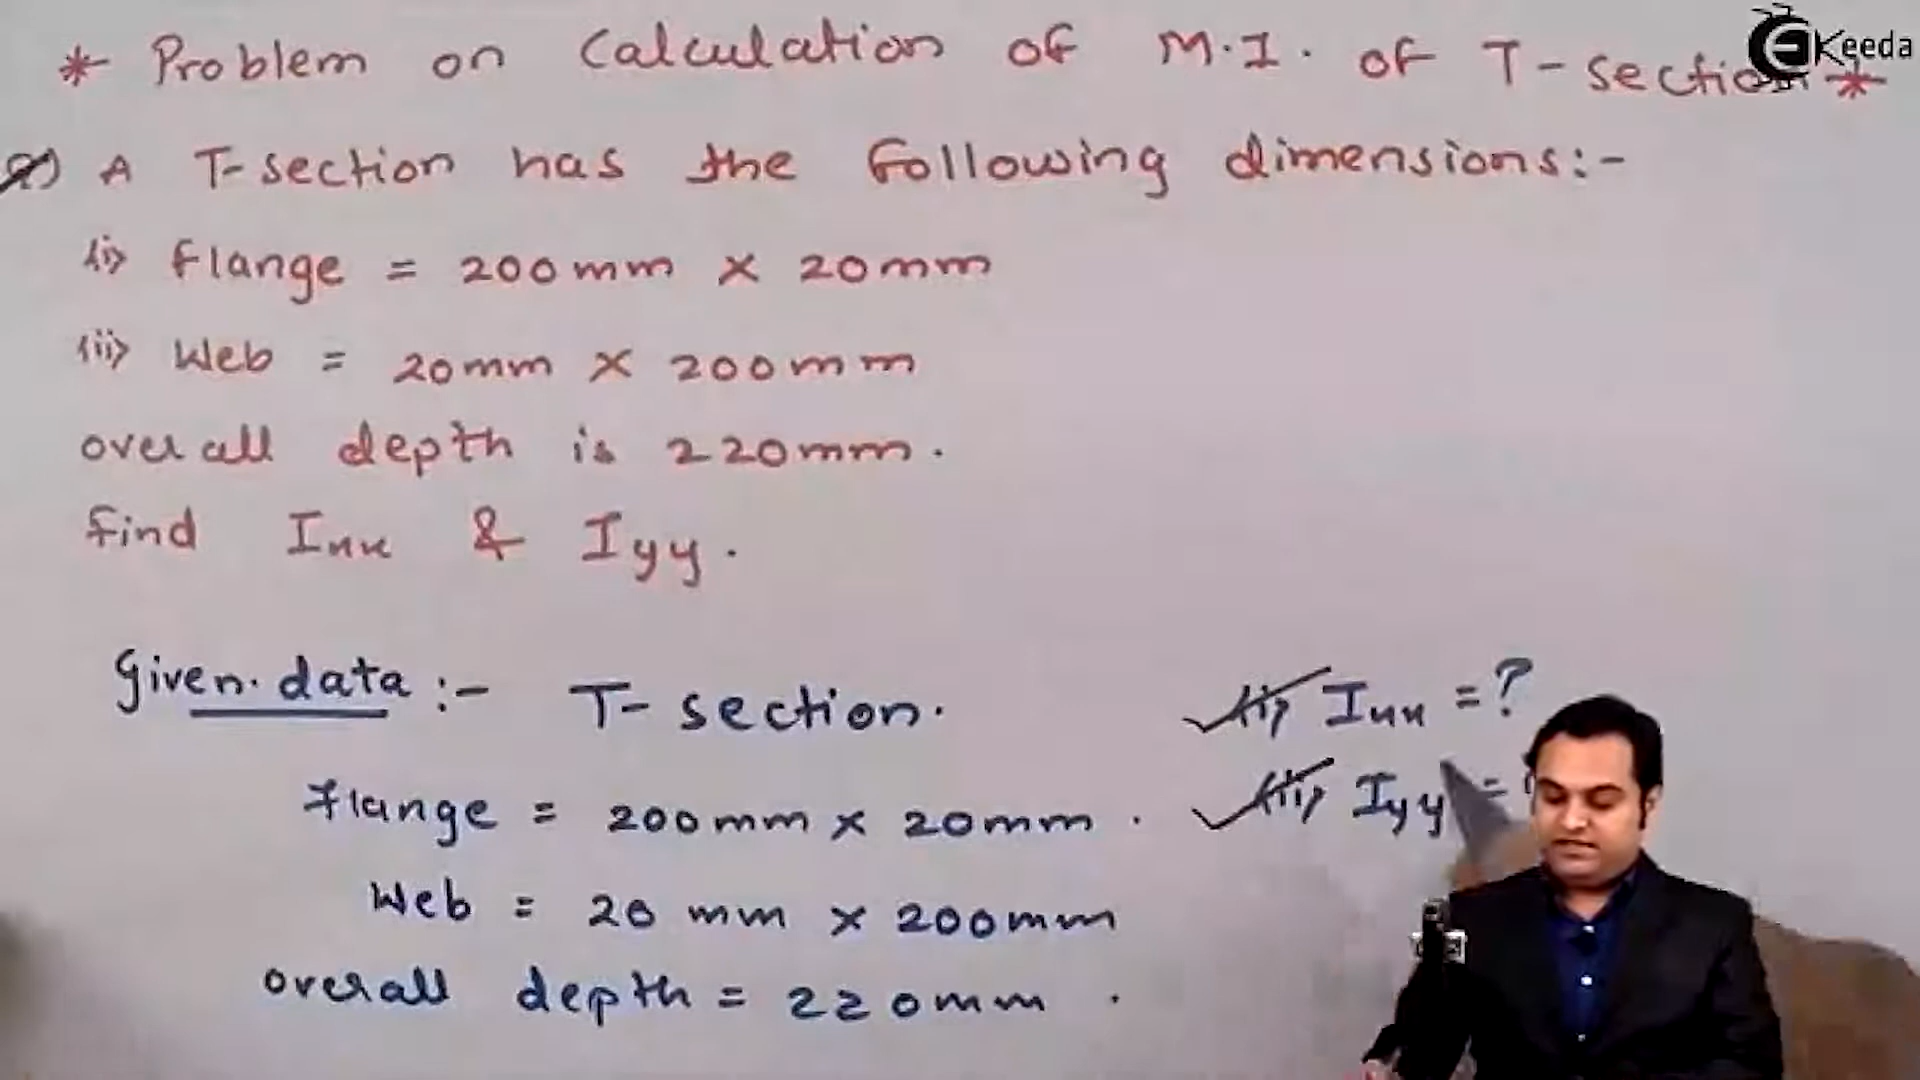 * Problem on Calculation of M.I. of T-section *
Keeda
Q) A T-section has the following dimensions:-
(i) Flange = 200mm x 20mm
(ii) Web = 20mm x 200mm
overall depth is 220mm.
find Ixx & Iyy.
Given data :- T-section.
(i) Ixx = ?
Flange = 200mm x 20mm.
(ii) Iyy =
Web = 20 mm x 200mm
overall depth = 220mm.